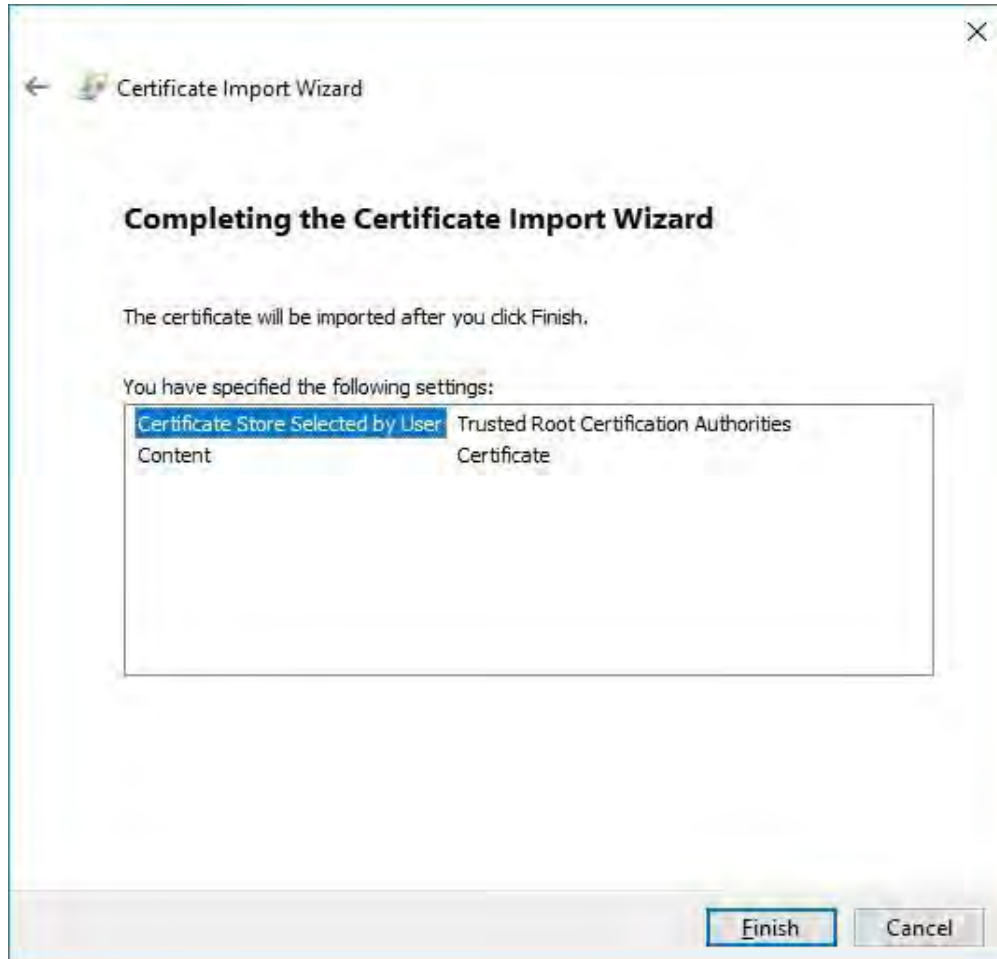 Certificate Import Wizard
Completing the Certificate Import Wizard
The certificate will be imported after you click Finish.
You have specified the following settings:
Certificate Store Selected by User Trusted Root Certification Authorities
Content Certificate
Finish Cancel